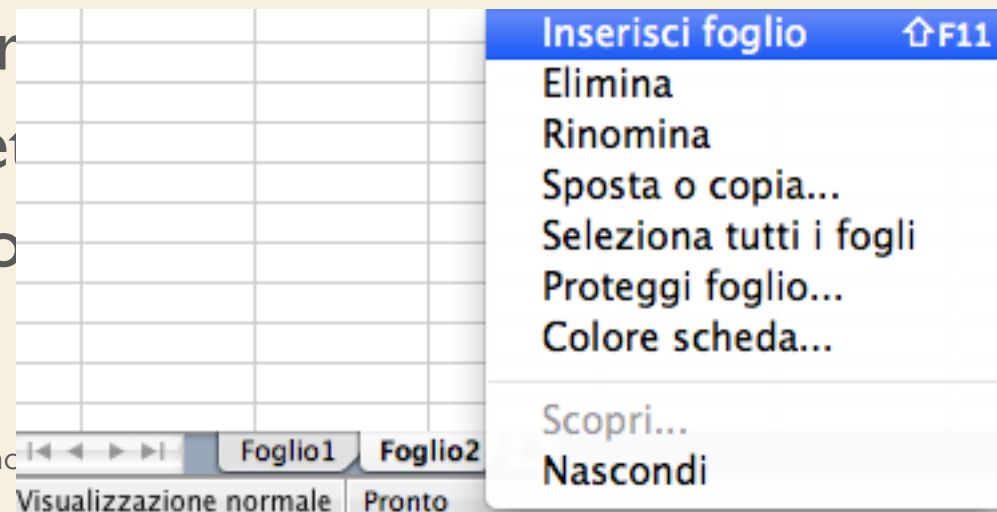 Inserisci foglio ⇧F11
Elimina
Rinomina
Sposta o copia...
Seleziona tutti i fogli
Proteggi foglio...
Colore scheda...
Scopri...
Nascondi
Foglio1 Foglio2
Visualizzazione normale Pronto